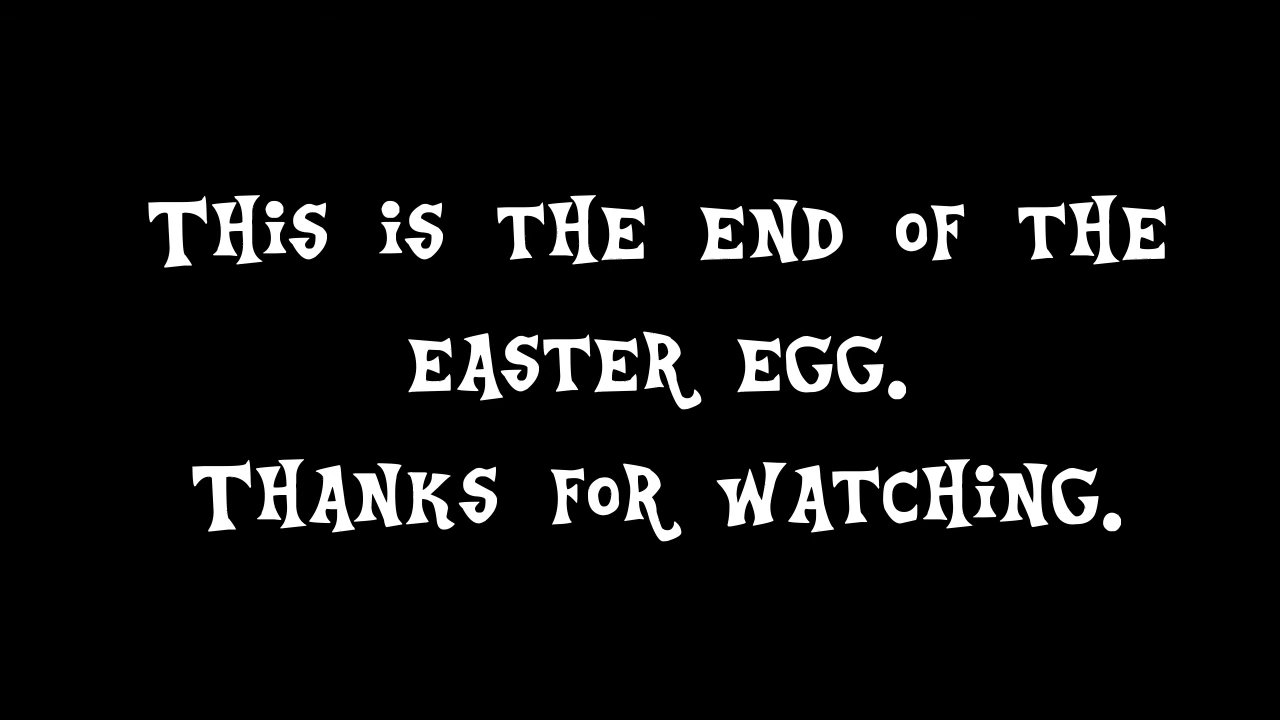 This is the end of the
easter egg.
Thanks for watching.